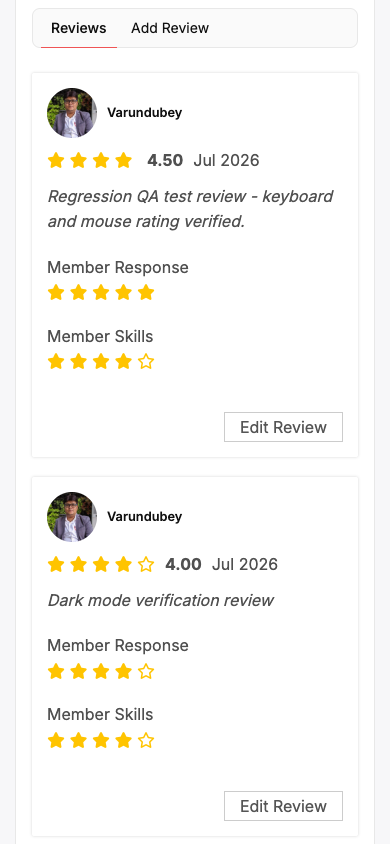 Reviews
Add Review
Varundubey
4.50 Jul 2026
Regression QA test review - keyboard
and mouse rating verified.
Member Response
Member Skills
Edit Review
Varundubey
4.00 Jul 2026
Dark mode verification review
Member Response
Member Skills
Edit Review